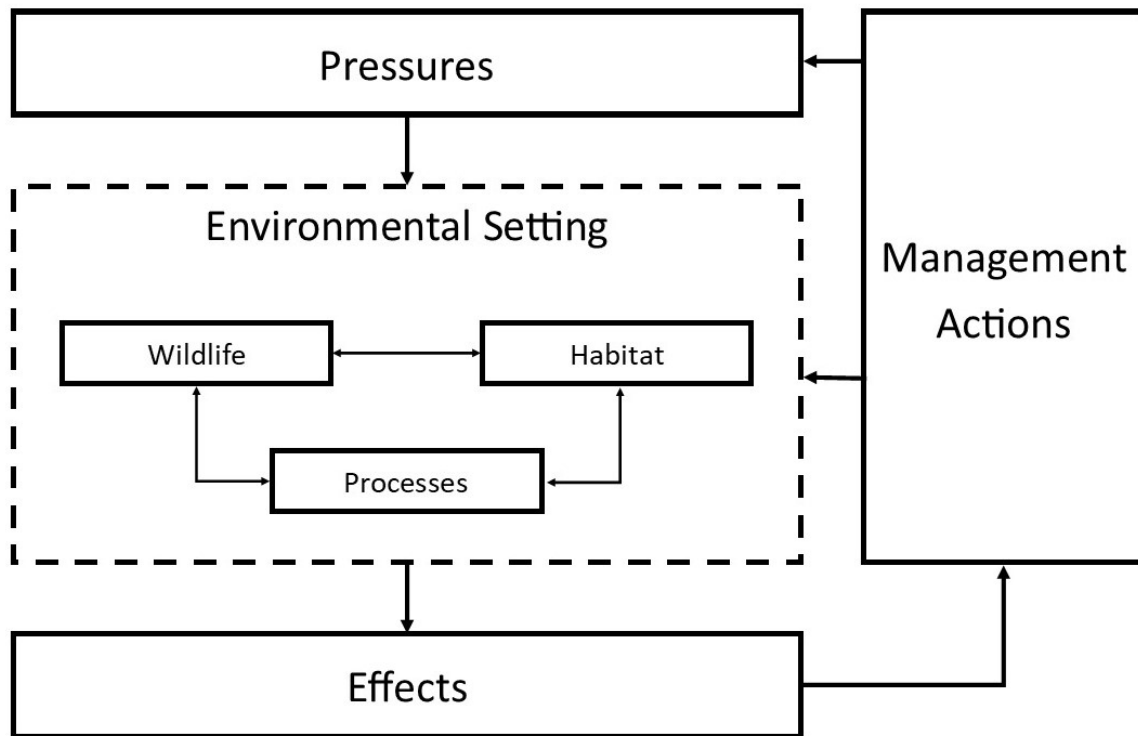 Pressures
Environmental Setting
Wildlife
Habitat
Processes
Effects
Management
Actions